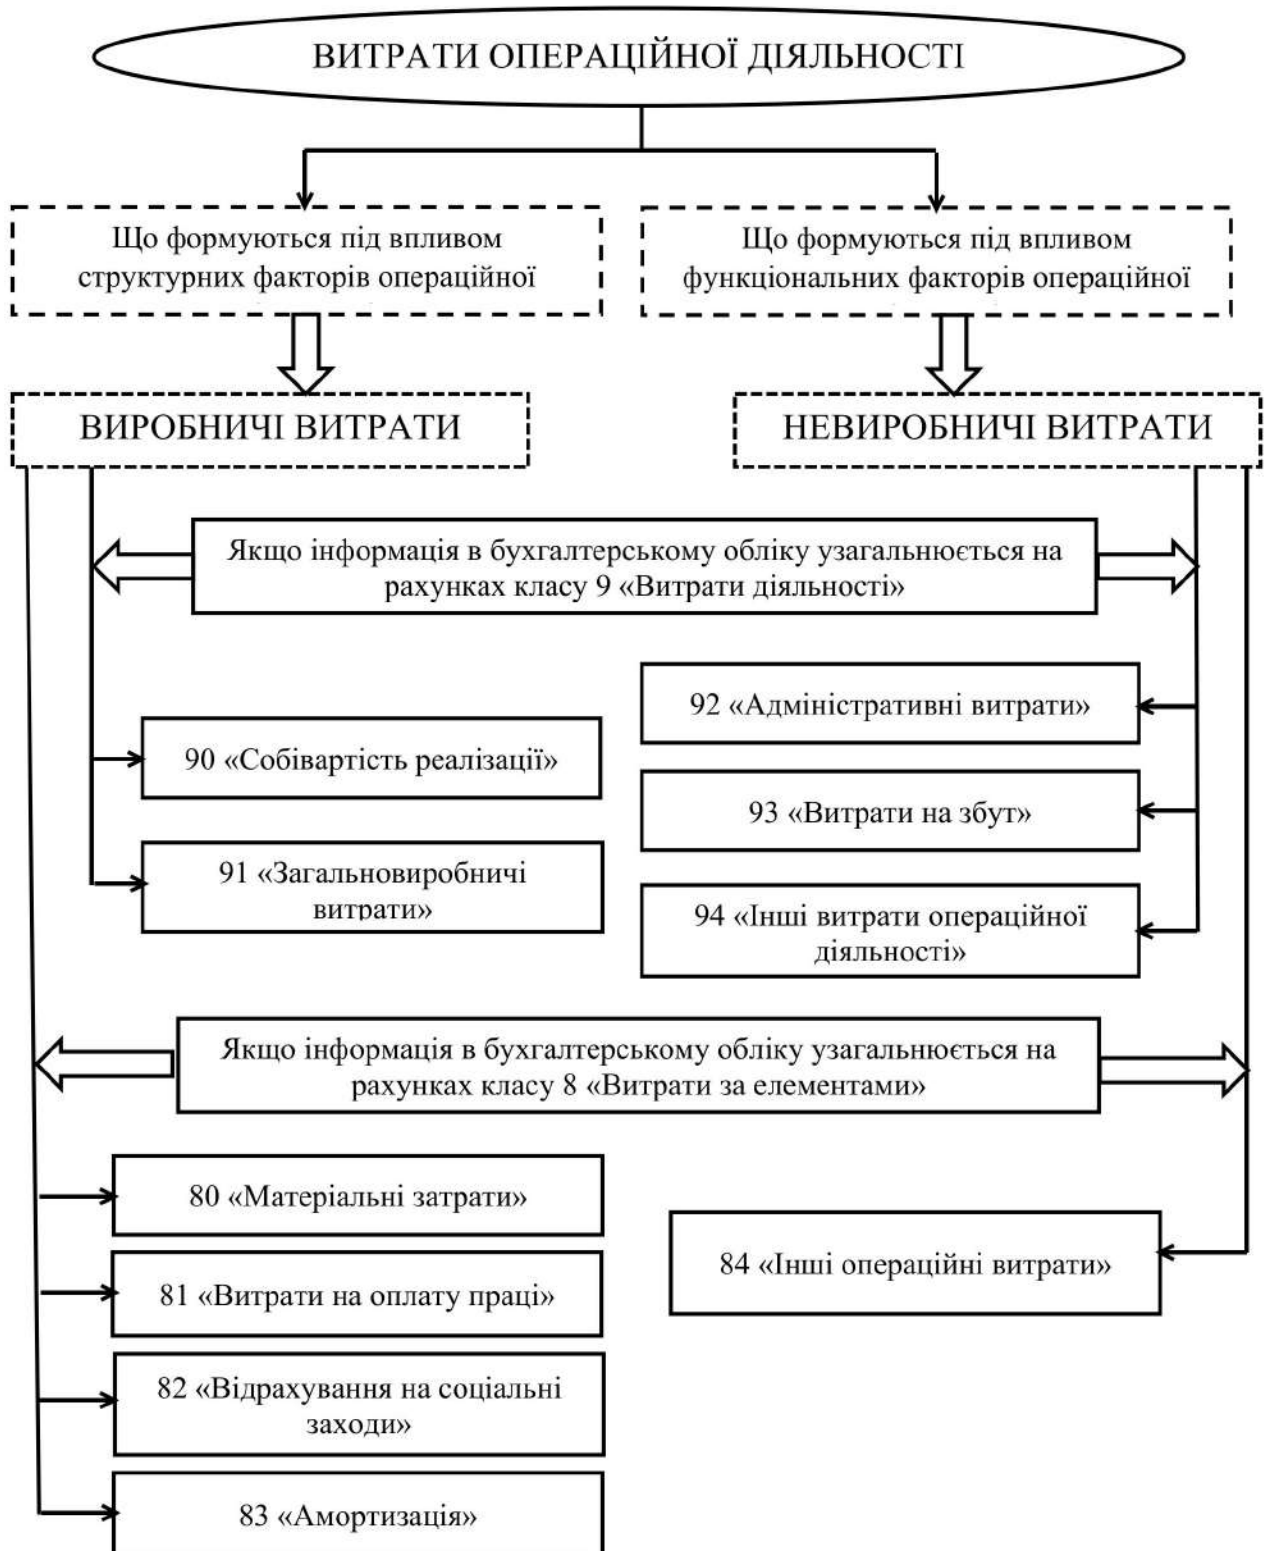 ВИТРАТИ ОПЕРАЦІЙНОЇ ДІЯЛЬНОСТІ
Що формуються під впливом
структурних факторів операційної
Що формуються під впливом
функціональних факторів операційної
ВИРОБНИЧІ ВИТРАТИ
НЕВИРОБНИЧІ ВИТРАТИ
Якщо інформація в бухгалтерському обліку узагальнюється на
рахунках класу 9 «Витрати діяльності»
90 «Собівартість реалізації»
91 «Загальновиробничі
витрати»
92 «Адміністративні витрати»
93 «Витрати на збут»
94 «Інші витрати операційної
діяльності»
Якщо інформація в бухгалтерському обліку узагальнюється на
рахунках класу 8 «Витрати за елементами»
80 «Матеріальні затрати»
81 «Витрати на оплату праці»
82 «Відрахування на соціальні
заходи»
83 «Амортизація»
84 «Інші операційні витрати»